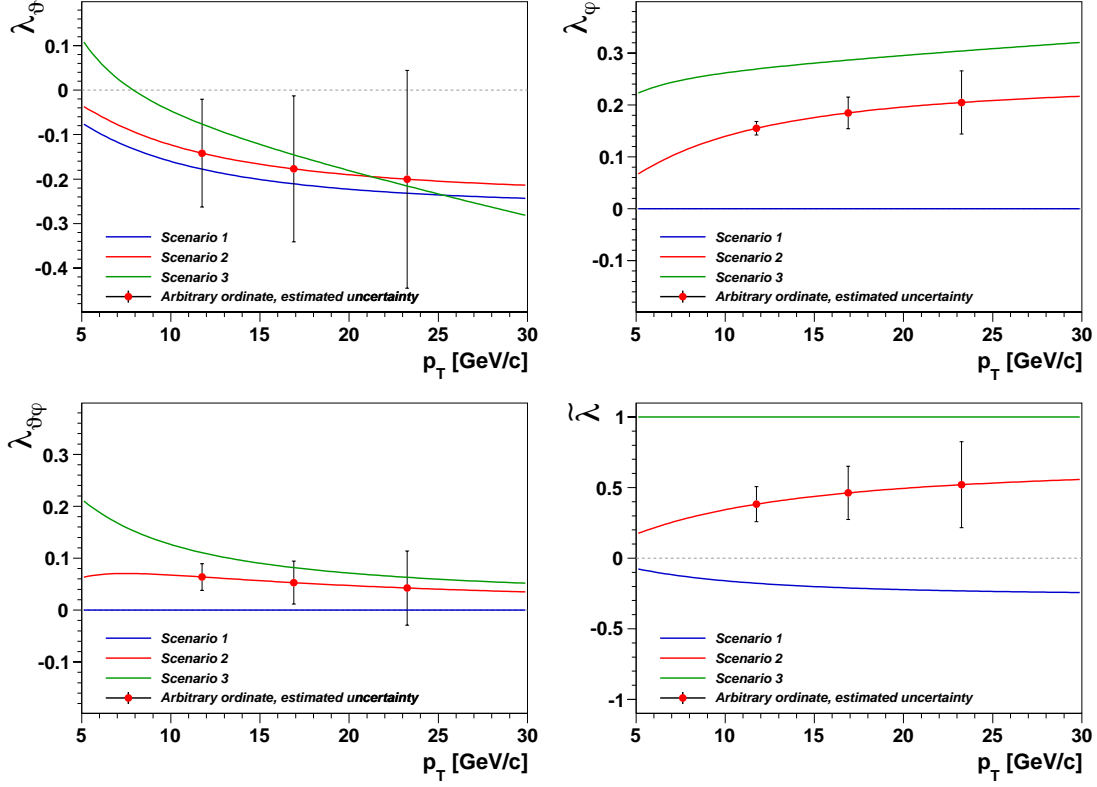 λϑ
0.1
0
-0.1
-0.2
-0.3
-0.4
Scenario 1
Scenario 2
Scenario 3
Arbitrary ordinate, estimated uncertainty
5 10 15 20 25 30
pT [GeV/c]
λφ
0.3
0.2
0.1
0
-0.1
Scenario 1
Scenario 2
Scenario 3
Arbitrary ordinate, estimated uncertainty
5 10 15 20 25 30
pT [GeV/c]
λϑφ
0.3
0.2
0.1
0
-0.1
Scenario 1
Scenario 2
Scenario 3
Arbitrary ordinate, estimated uncertainty
5 10 15 20 25 30
pT [GeV/c]
λ̃
1
0.5
0
-0.5
-1
Scenario 1
Scenario 2
Scenario 3
Arbitrary ordinate, estimated uncertainty
5 10 15 20 25 30
pT [GeV/c]